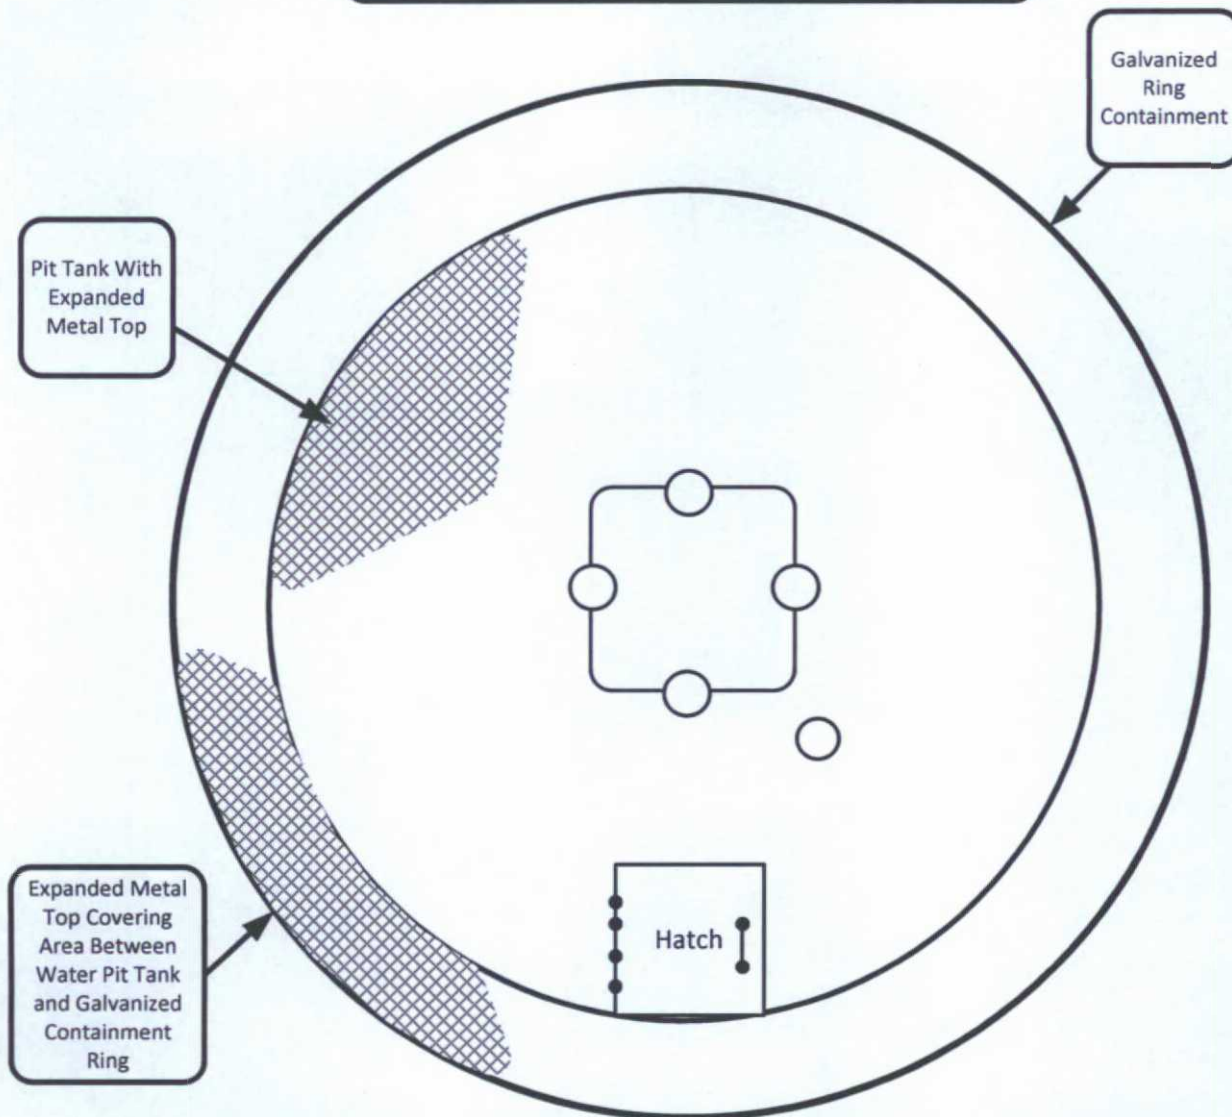 Galvanized
Ring
Containment
Pit Tank With
Expanded
Metal Top
Expanded Metal
Top Covering
Area Between
Water Pit Tank
and Galvanized
Containment
Ring
Hatch